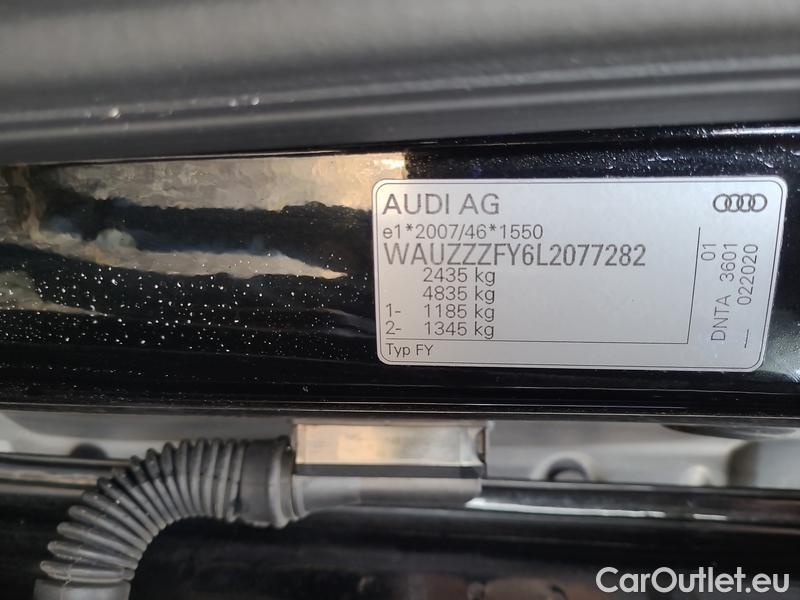 AUDI AG
e1*2007/46*1550
WAUZZZFY6L2077282
2435 kg
4835 kg
1- 1185 kg
2- 1345 kg
Typ FY
01
DNTA 3601
— 022020
CarOutlet.eu